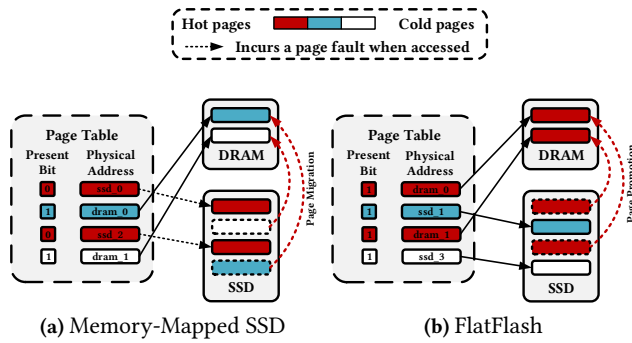 Hot pages Cold pages
Incurs a page fault when accessed
Page Table
Present Bit Physical Address
0 ssd_0
1 dram_0
0 ssd_2
1 dram_1
DRAM
SSD
Page Migration
(a) Memory-Mapped SSD
Page Table
Present Bit Physical Address
1 dram_0
1 ssd_1
1 dram_1
1 ssd_3
DRAM
SSD
Page Promotion
(b) FlatFlash